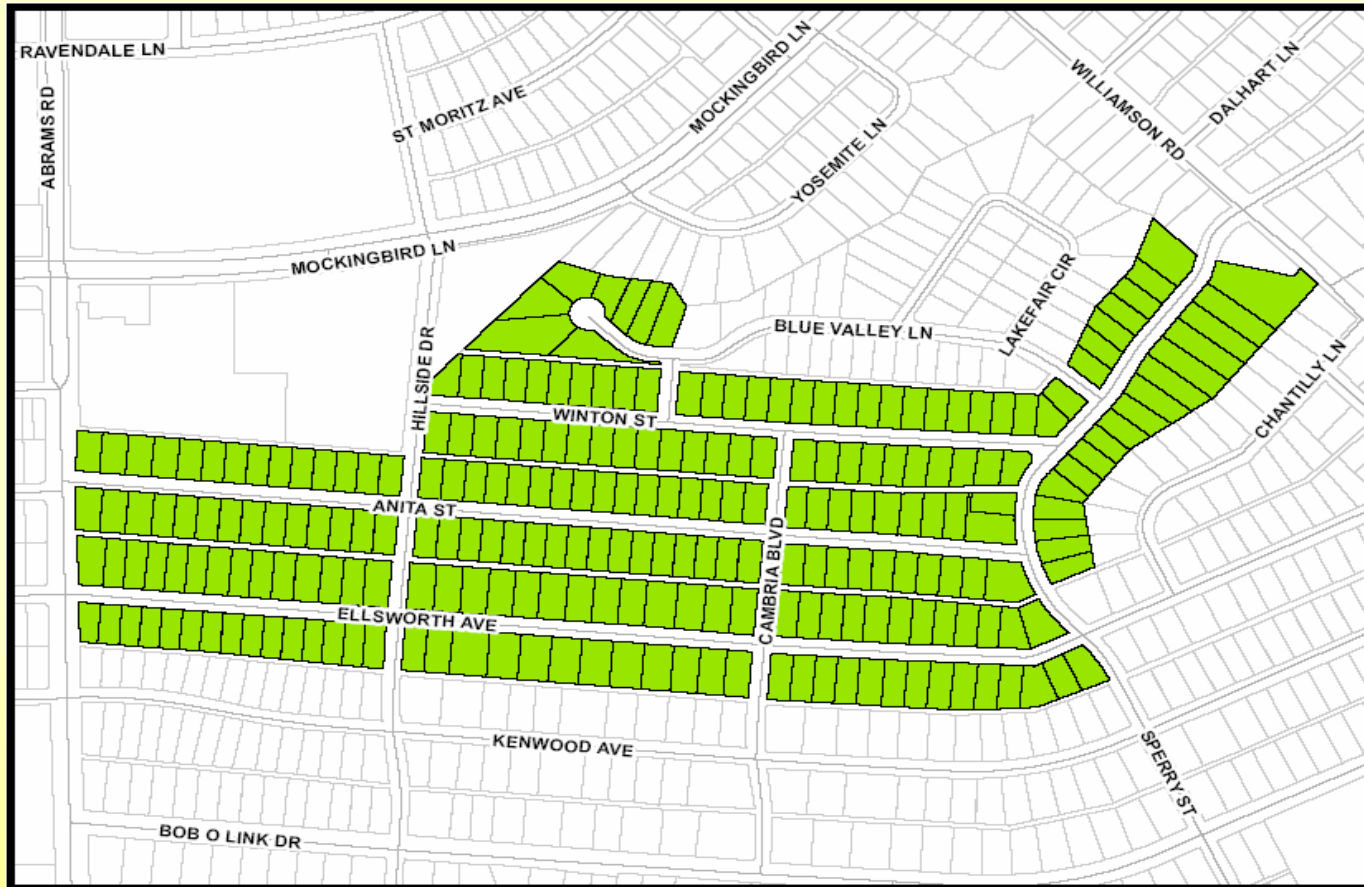 RAVENDALE LN
ABRAMS RD
ST MORITZ AVE
MOCKINGBIRD LN
WILLIAMSON RD
DALHART LN
YOSEMITE LN
MOCKINGBIRD LN
LAKEFAIR CIR
BLUE VALLEY LN
HILLSIDE DR
CHANTILLY LN
WINTON ST
ANITA ST
CAMBRIA BLVD
ELLSWORTH AVE
KENWOOD AVE
SPERRY ST
BOB O LINK DR